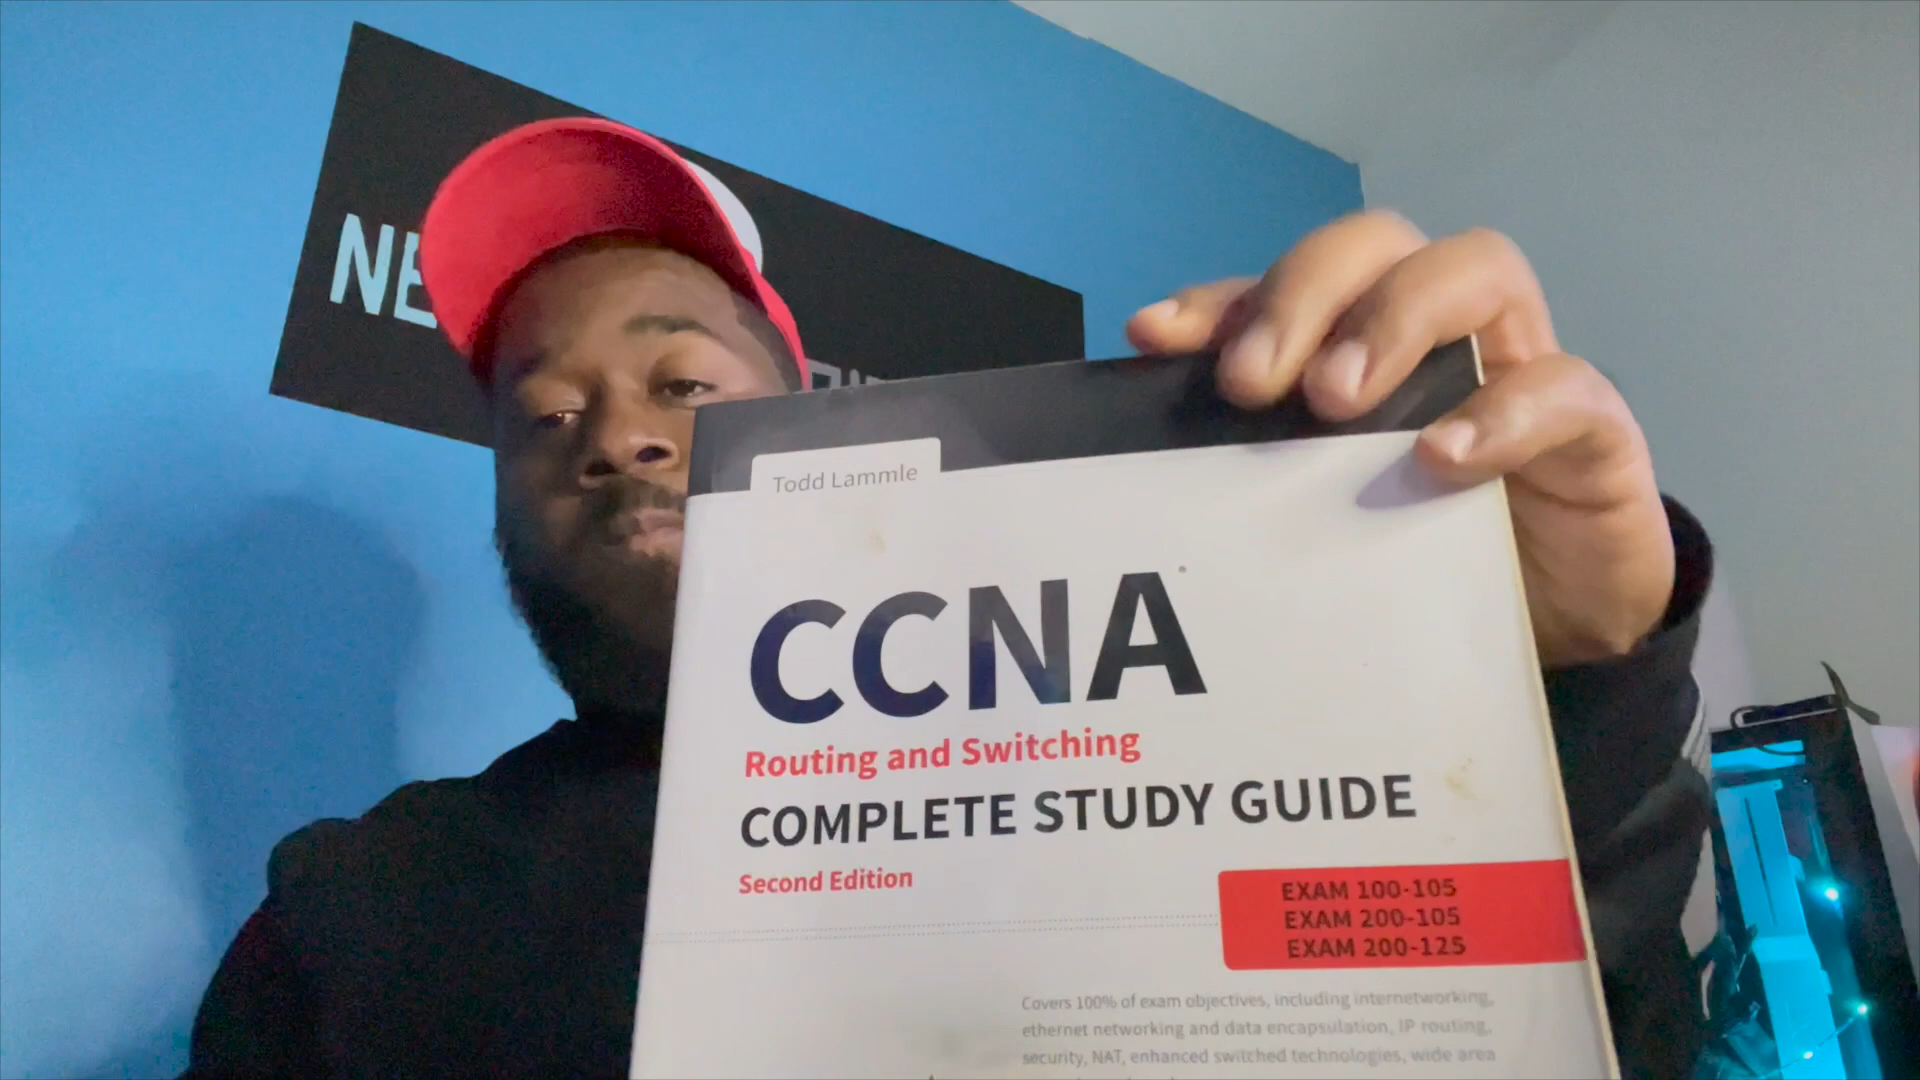 NE
Todd Lammle
CCNA®
Routing and Switching
COMPLETE STUDY GUIDE
Second Edition
EXAM 100-105
EXAM 200-105
EXAM 200-125
Covers 100% of exam objectives, including internetworking,
ethernet networking and data encapsulation, IP routing,
security, NAT, enhanced switched technologies, wide area